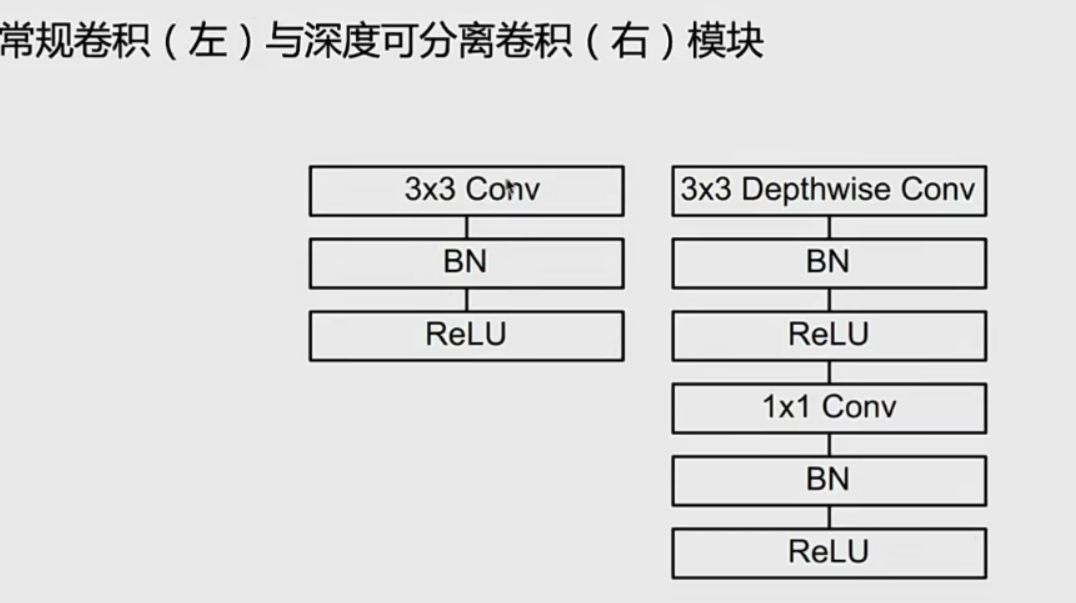 常规卷积（左）与深度可分离卷积（右）模块
3x3 Conv
BN
ReLU
3x3 Depthwise Conv
BN
ReLU
1x1 Conv
BN
ReLU